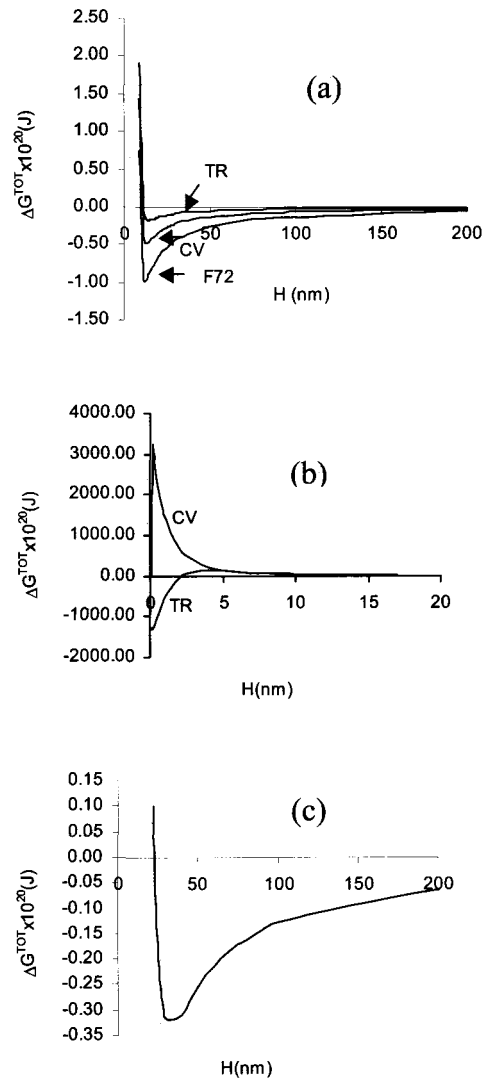 2.50
2.00
(a)
1.50
1.00
ΔG^TOT x10^20(J)
0.50
TR
0.00
0 50 100 150 200
-0.50
CV
-1.00
F72
H (nm)
-1.50
4000.00
3000.00
(b)
2000.00
CV
ΔG^TOT x10^20(J)
1000.00
0.00
0 5 10 15 20
-1000.00
TR
-2000.00
H(nm)
0.15
0.10
(c)
0.05
0.00
0 50 100 150 200
-0.05
ΔG^TOT x10^20(J)
-0.10
-0.15
-0.20
-0.25
-0.30
-0.35
H(nm)